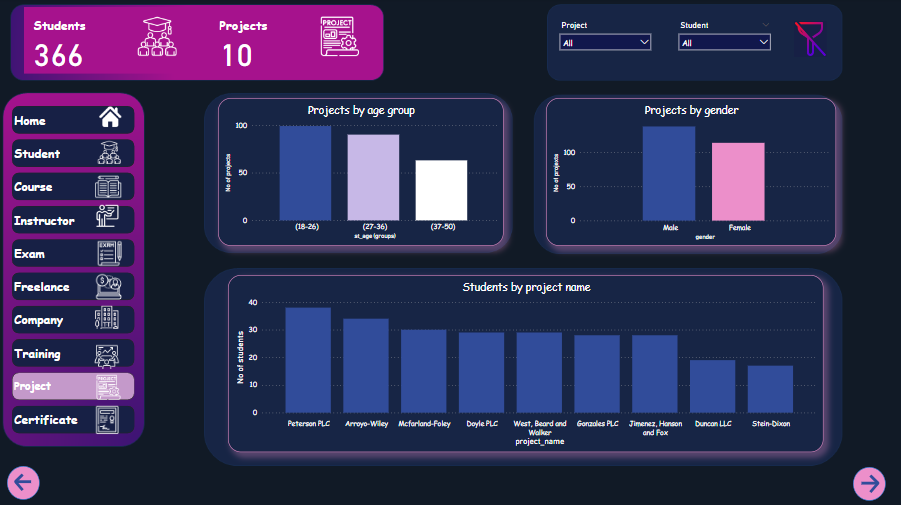 Students
366
Projects
10
PROJECT
Project
All
Student
All
Home
Student
Course
Instructor
Exam
EXAM
Freelance
Company
Training
Project
PROJECT
Certificate
Projects by age group
No of projects
100
50
0
(18-26)
(27-36)
(37-50)
st_age (groups)
Projects by gender
No of projects
100
50
0
Male
Female
gender
Students by project name
No of students
40
30
20
10
0
Peterson PLC
Arroyo-Wiley
Mcfarland-Foley
Doyle PLC
West, Beard and
Walker
Gonzales PLC
Jimenez, Hanson
and Fox
Duncan LLC
Stein-Dixon
project_name